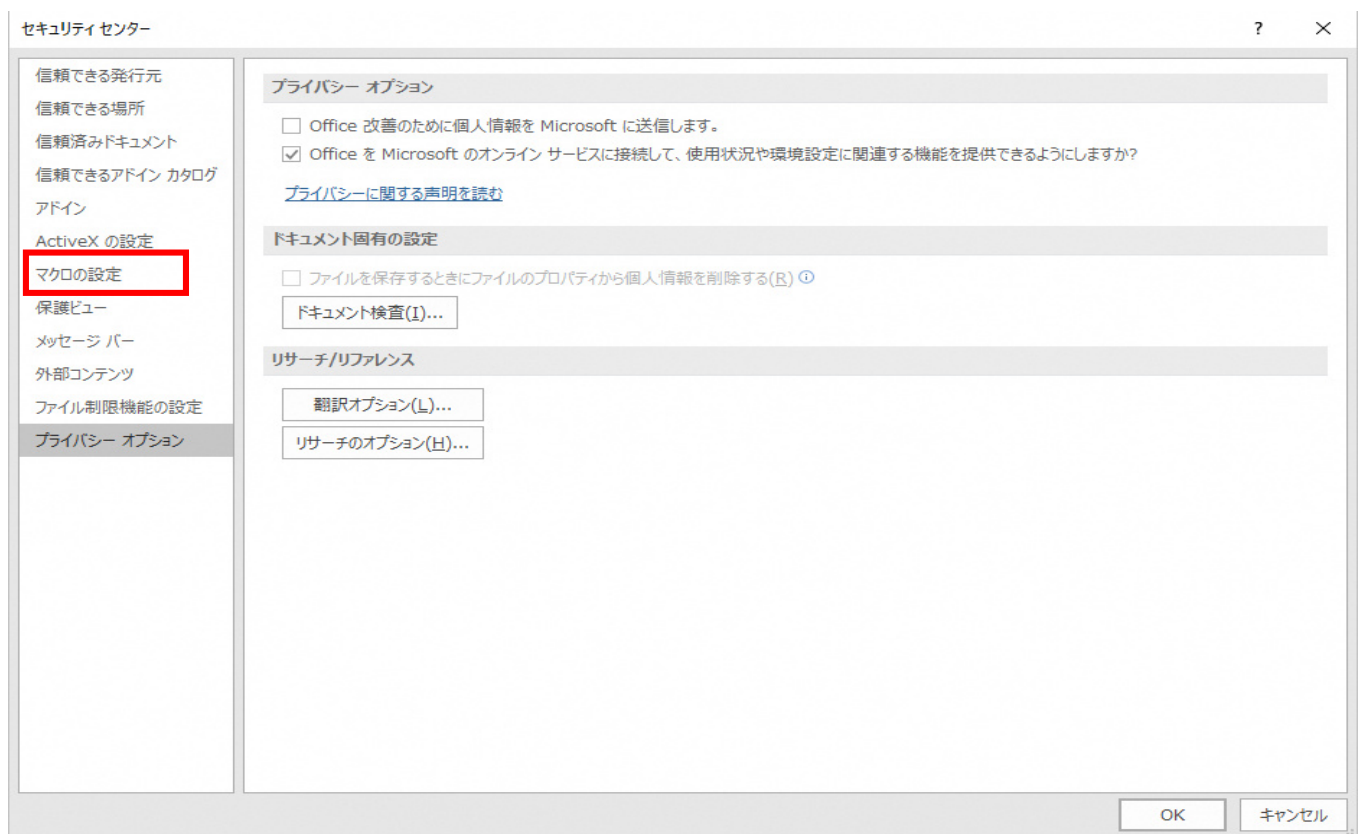 セキュリティ センター
?
信頼できる発行元
信頼できる場所
信頼済みドキュメント
信頼できるアドイン カタログ
アドイン
ActiveX の設定
マクロの設定
保護ビュー
メッセージ バー
外部コンテンツ
ファイル制限機能の設定
プライバシー オプション
プライバシー オプション
Office 改善のために個人情報を Microsoft に送信します。
Office を Microsoft のオンライン サービスに接続して、使用状況や環境設定に関連する機能を提供できるようにしますか?
プライバシーに関する声明を読む
ドキュメント固有の設定
ファイルを保存するときにファイルのプロパティから個人情報を削除する(R)
ドキュメント検査(I)...
リサーチ/リファレンス
翻訳オプション(L)...
リサーチのオプション(H)...
OK
キャンセル